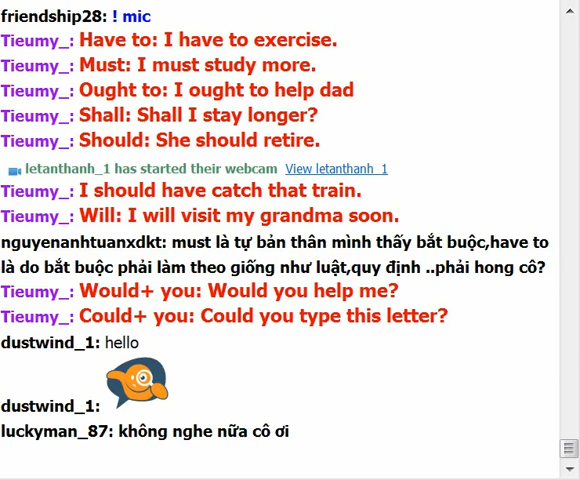 friendship28: ! mic
Tieumy_: Have to: I have to exercise.
Tieumy_: Must: I must study more.
Tieumy_: Ought to: I ought to help dad
Tieumy_: Shall: Shall I stay longer?
Tieumy_: Should: She should retire.
letanthanh_1 has started their webcam View letanthanh_1
Tieumy_: I should have catch that train.
Tieumy_: Will: I will visit my grandma soon.
nguyenanhtuanxdkt: must là tự bản thân mình thấy bắt buộc,have to
là do bắt buộc phải làm theo giống như luật,quy định ..phải hong cô?
Tieumy_: Would+ you: Would you help me?
Tieumy_: Could+ you: Could you type this letter?
dustwind_1: hello
dustwind_1:
luckyman_87: không nghe nữa cô ơi